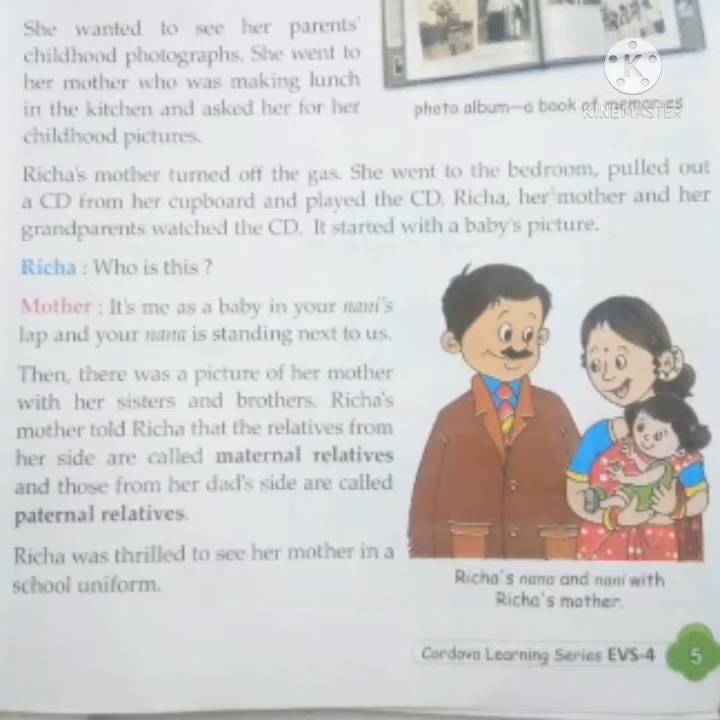 She wanted to see her parents'
childhood photographs. She went to
her mother who was making lunch
in the kitchen and asked her for her
childhood pictures.
photo album—a book of memories
KINEMASTER
Richa's mother turned off the gas. She went to the bedroom, pulled out
a CD from her cupboard and played the CD. Richa, her mother and her
grandparents watched the CD. It started with a baby's picture.
Richa : Who is this ?
Mother : It's me as a baby in your nani's
lap and your nana is standing next to us.
Then, there was a picture of her mother
with her sisters and brothers. Richa's
mother told Richa that the relatives from
her side are called maternal relatives
and those from her dad's side are called
paternal relatives.
Richa was thrilled to see her mother in a
school uniform.
Richa's nana and nani with
Richa's mother.
Cordova Learning Series EVS-4 5